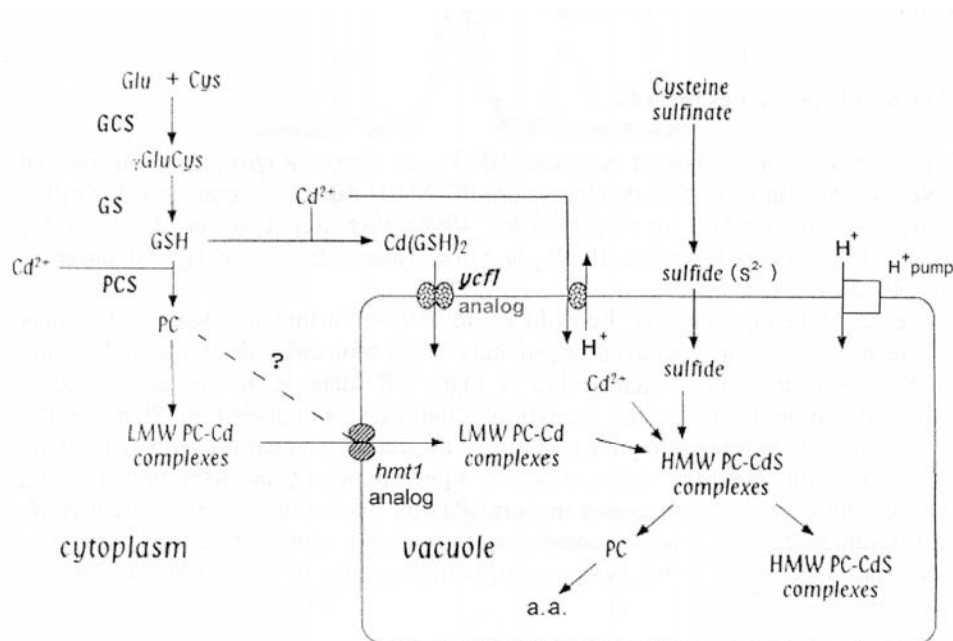 Glu + Cys
GCS
γGluCys
GS
GSH
Cd²⁺
PCS
PC
LMW PC-Cd
complexes
cytoplasm
Cd²⁺
Cd(GSH)₂
ycf1
analog
?
hmt1
analog
H⁺
Cysteine
sulfinate
sulfide (S²⁻)
sulfide
Cd²⁺
H⁺
H⁺ pump
LMW PC-Cd
complexes
HMW PC-CdS
complexes
PC
a.a.
HMW PC-CdS
complexes
vacuole